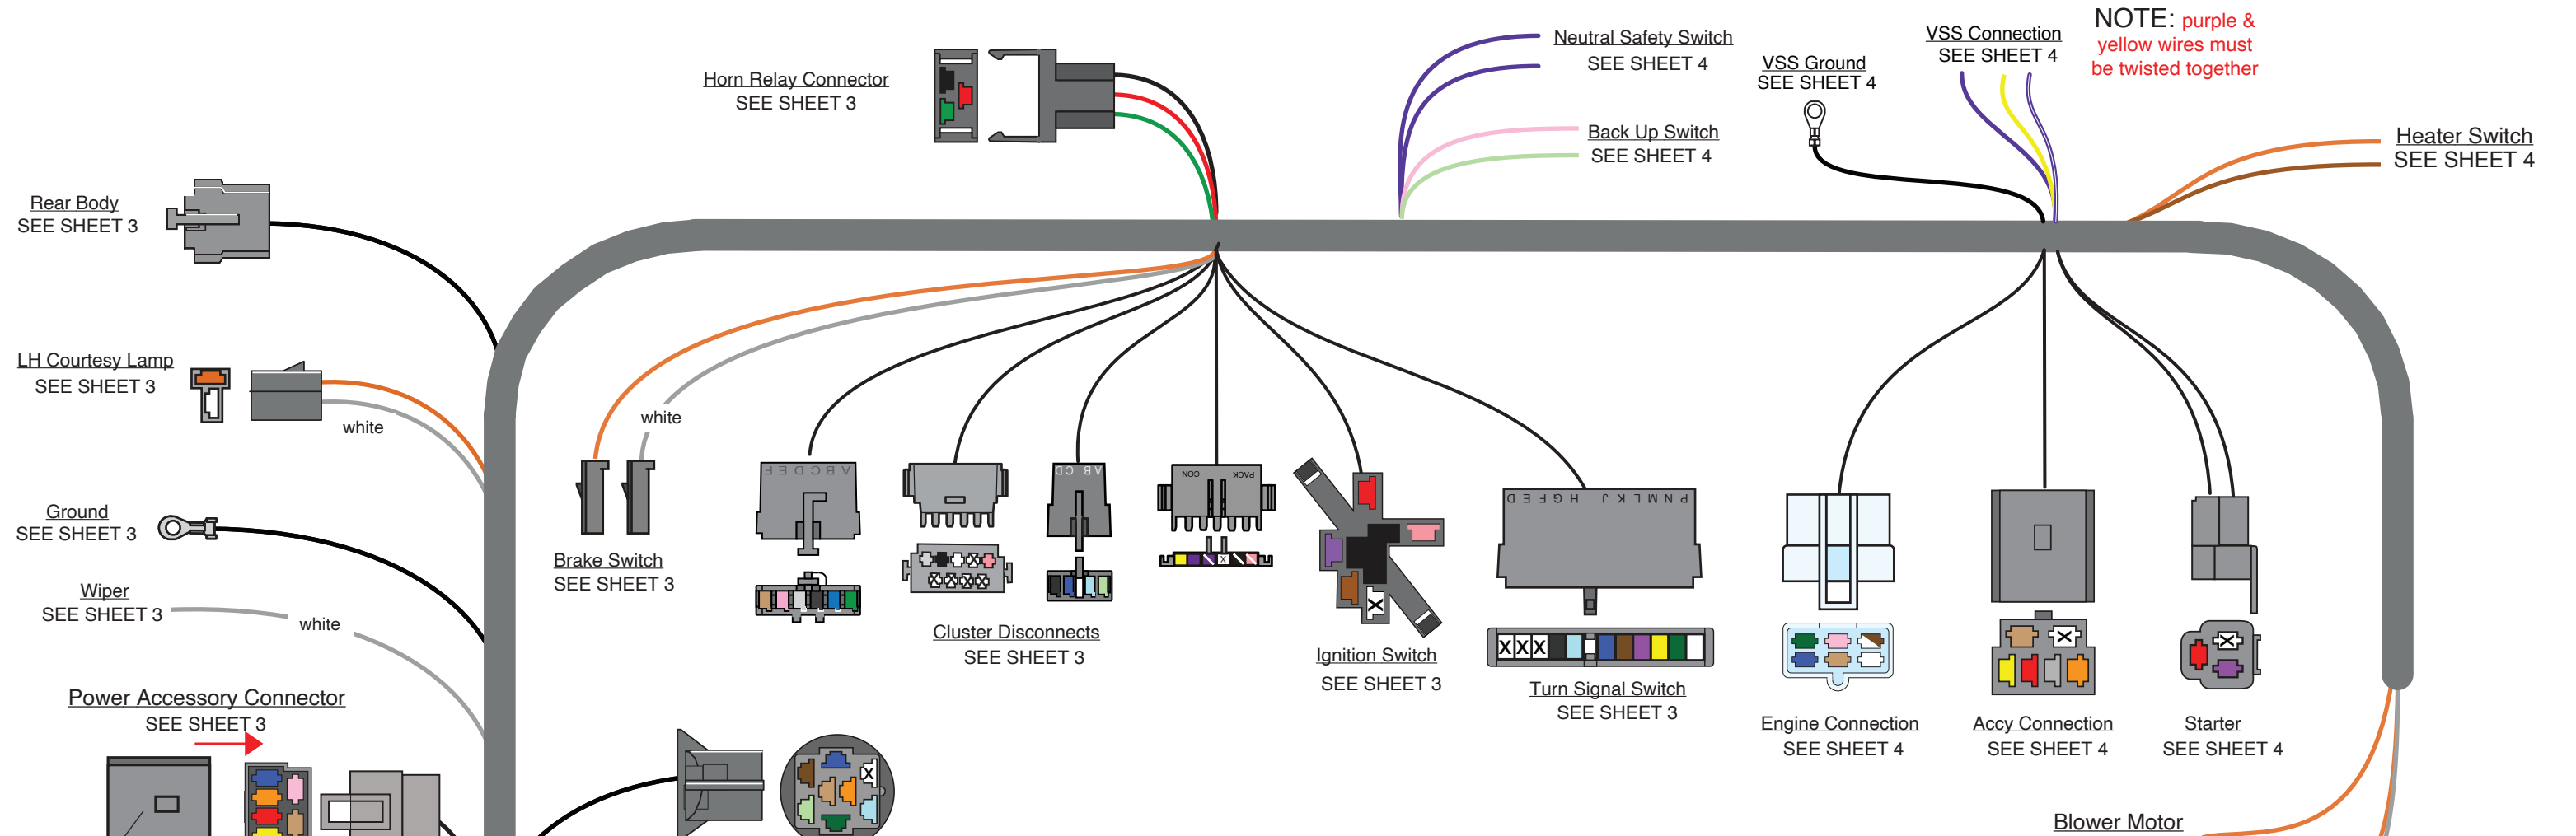 NOTE: purple &
yellow wires must
be twisted together
VSS Connection
SEE SHEET 4
Neutral Safety Switch
SEE SHEET 4
VSS Ground
SEE SHEET 4
Horn Relay Connector
SEE SHEET 3
Back Up Switch
SEE SHEET 4
Heater Switch
SEE SHEET 4
Rear Body
SEE SHEET 3
LH Courtesy Lamp
SEE SHEET 3
white
white
Ground
SEE SHEET 3
Wiper
SEE SHEET 3
white
Brake Switch
SEE SHEET 3
A B C D E F
A B C D
CON PACK
D E F G H J K L M N P
X
X
X X X
X
X
Cluster Disconnects
SEE SHEET 3
Ignition Switch
SEE SHEET 3
Turn Signal Switch
SEE SHEET 3
Engine Connection
SEE SHEET 4
Accy Connection
SEE SHEET 4
Starter
SEE SHEET 4
Power Accessory Connector
SEE SHEET 3
X
Blower Motor